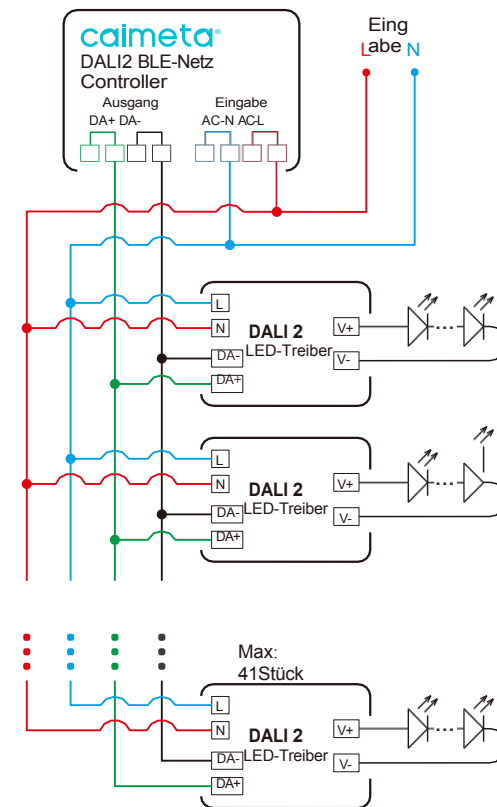 caimeta®
DALI2 BLE-Netz
Controller
Ausgang Eingabe
DA+ DA- AC-N AC-L
Eing
abe
L N
L
N
DA-
DA+
DALI 2
LED-Treiber
V+
V-
L
N
DA-
DA+
DALI 2
LED-Treiber
V+
V-
Max:
41Stück
L
N
DA-
DA+
DALI 2
LED-Treiber
V+
V-